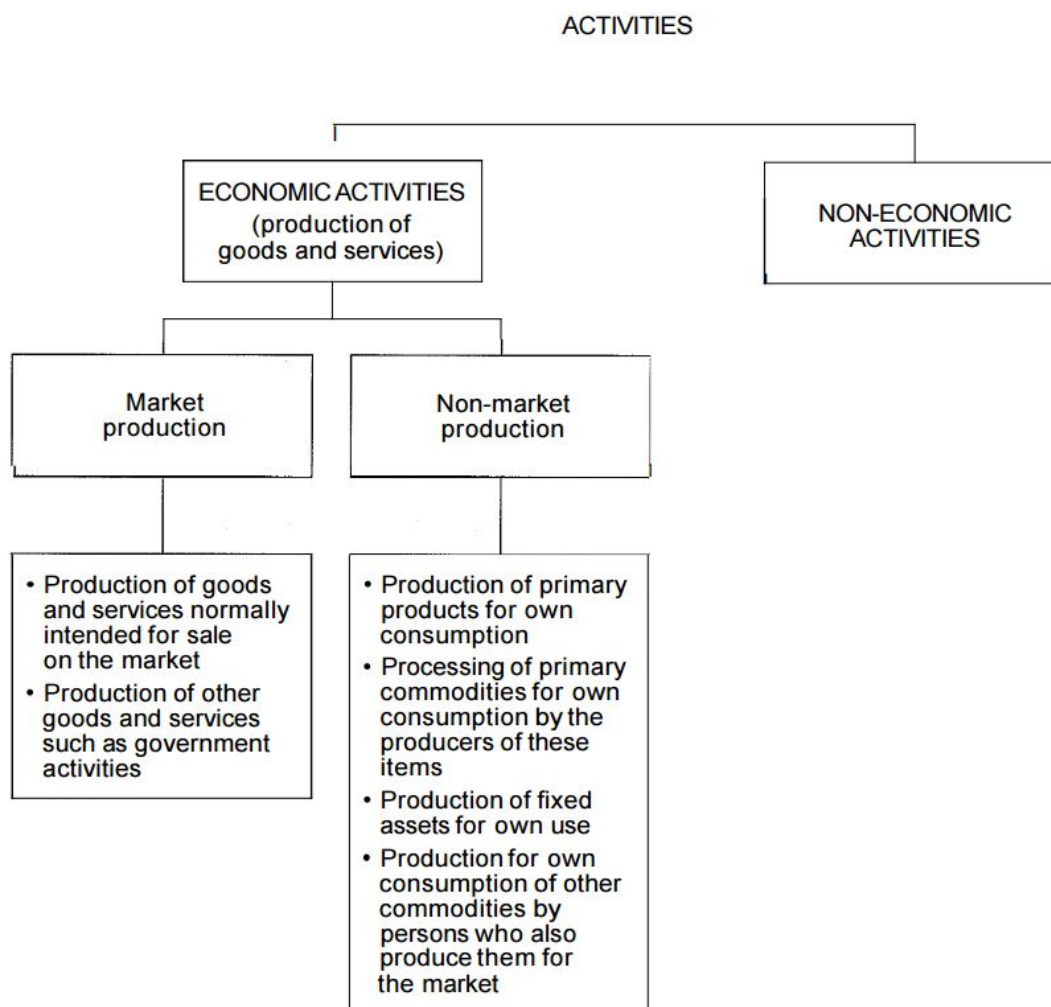 ACTIVITIES
ECONOMIC ACTIVITIES
(production of
goods and services)
NON-ECONOMIC
ACTIVITIES
Market
production
Non-market
production
• Production of goods
and services normally
intended for sale
on the market
• Production of other
goods and services
such as government
activities
• Production of primary
products for own
consumption
• Processing of primary
commodities for own
consumption by the
producers of these
items
• Production of fixed
assets for own use
• Production for own
consumption of other
commodities by
persons who also
produce them for
the market